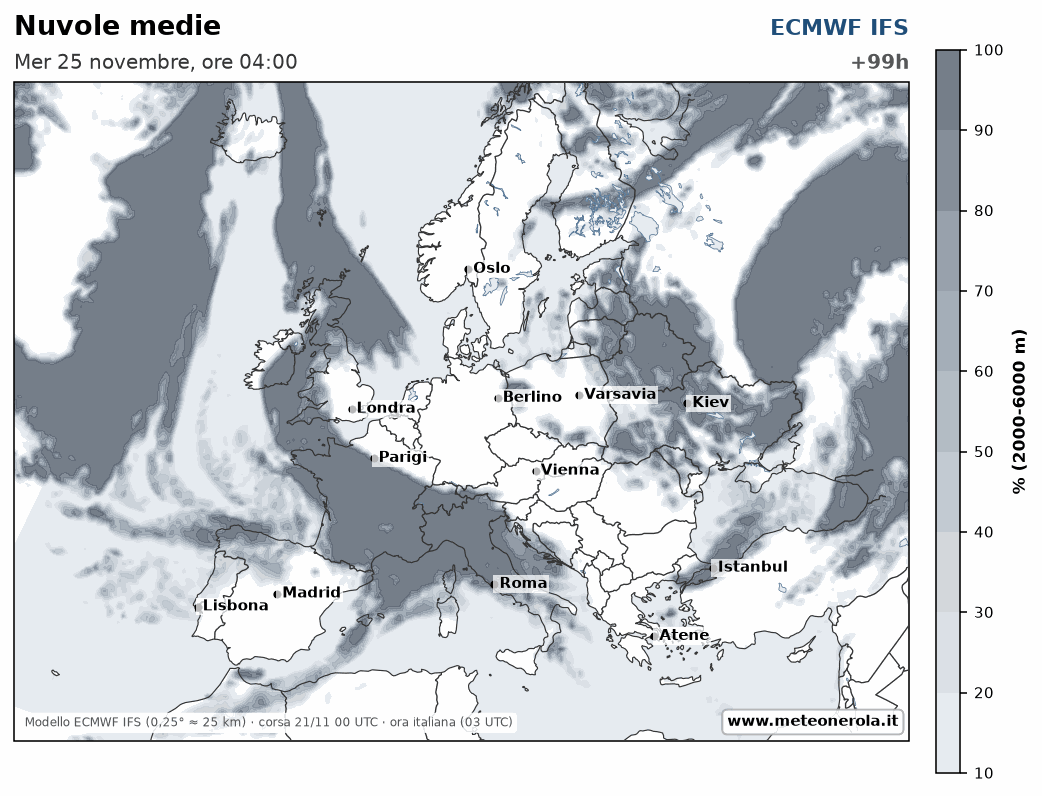 Nuvole medie
ECMWF IFS
Mer 25 novembre, ore 04:00
+99h
Oslo
Berlino
Varsavia
Kiev
Londra
Parigi
Vienna
Istanbul
Roma
Madrid
Lisbona
Atene
Modello ECMWF IFS (0,25° ≈ 25 km) · corsa 21/11 00 UTC · ora italiana (03 UTC)
www.meteonerola.it
100
90
80
70
60
50
40
30
20
10
% (2000-6000 m)